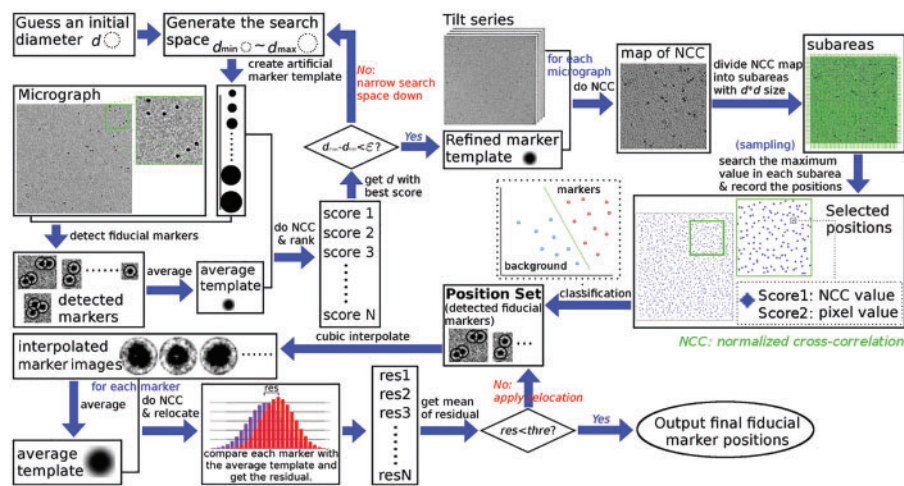 Guess an initial
diameter d
Generate the search
space dmin ~ dmax
create artificial
marker template
No:
narrow search
space down
Micrograph
detect fiducial markers
detected
markers
average
average
template
do NCC
& rank
score 1
score 2
score 3
score N
get d with
best score
<ε?
Yes
Tilt series
Refined marker
template
for each
micrograph
do NCC
map of NCC
divide NCC map
into subareas
with d*d size
subareas
(sampling)
search the maximum
value in each subarea
& record the positions
Selected
positions
Score1: NCC value
Score2: pixel value
NCC: normalized cross-correlation
markers
background
classification
Position Set
(detected fiducial
markers)
cubic interpolate
interpolated
marker images
for each marker
average
do NCC
& relocate
average
template
res
compare each marker with
the average template and
get the residual.
res1
res2
res3
resN
get mean
of residual
res<thre?
No:
apply relocation
Yes
Output final fiducial
marker positions